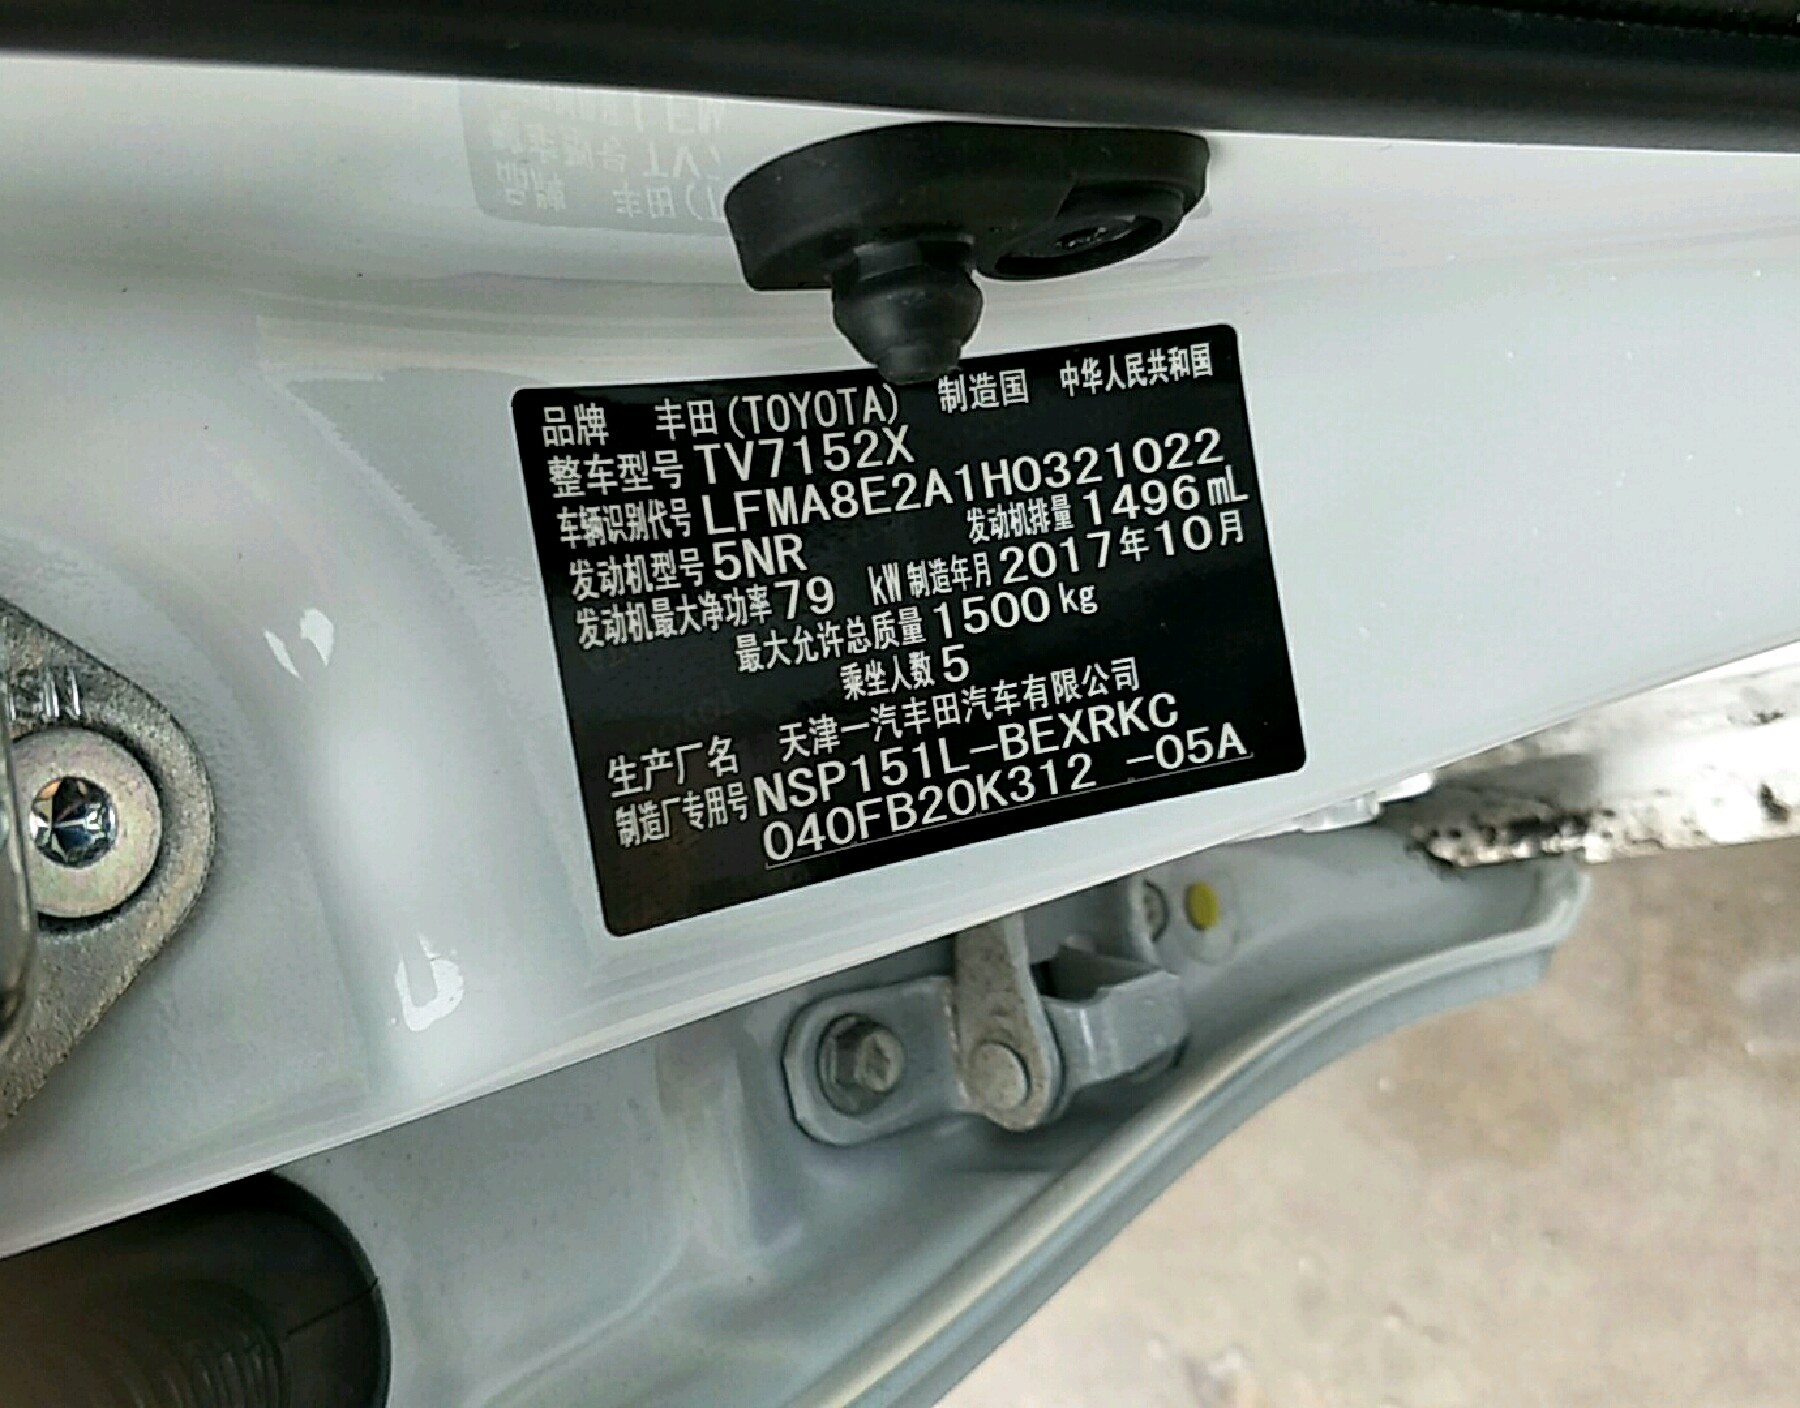 品牌 丰田(TOYOTA) 制造国 中华人民共和国
整车型号 TV7152X
车辆识别代号 LFMA8E2A1H0321022
发动机型号 5NR 发动机排量 1496 mL
发动机最大净功率 79 kW 制造年月 2017年10月
最大允许总质量 1500 kg
乘坐人数 5
生产厂名 天津一汽丰田汽车有限公司
制造厂专用号 NSP151L-BEXRKC
040FB20K312 -05A